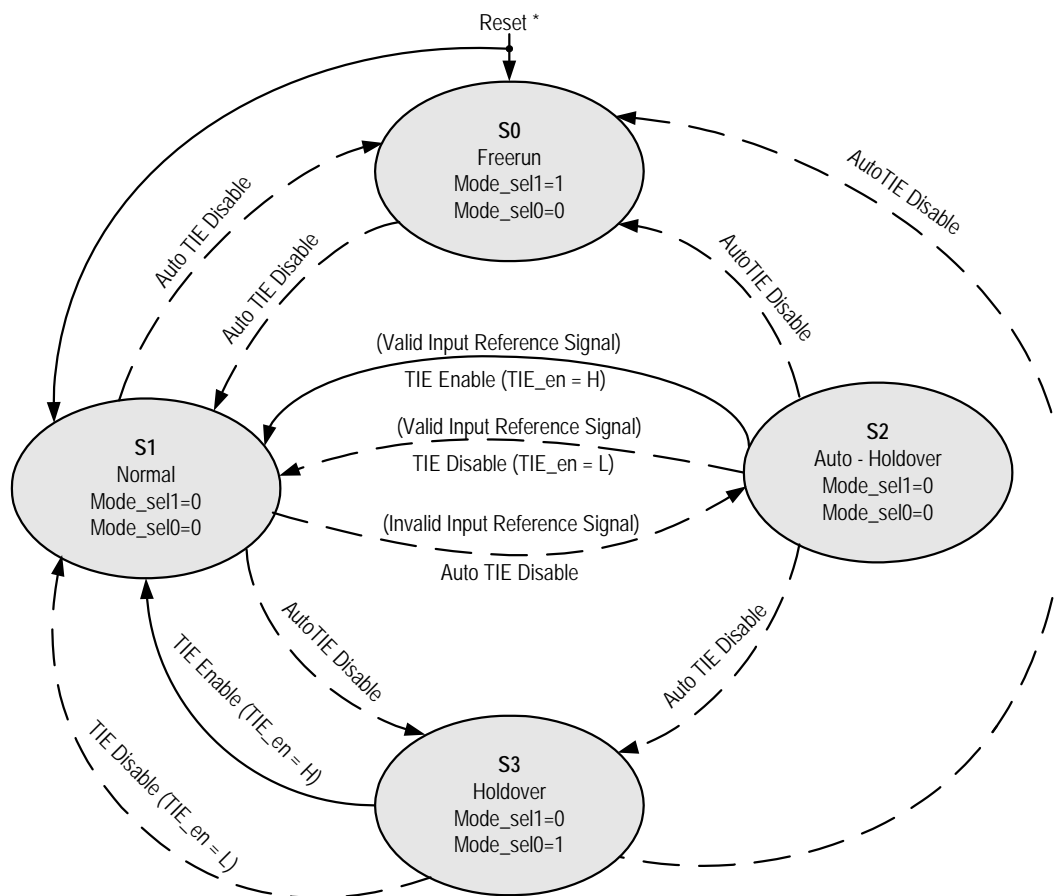 Reset *
S0
Freerun
Mode_sel1=1
Mode_sel0=0
AutoTIE Disable
Auto TIE Disable
Auto TIE Disable
AutoTIE Disable
(Valid Input Reference Signal)
TIE Enable (TIE_en = H)
(Valid Input Reference Signal)
TIE Disable (TIE_en = L)
(Invalid Input Reference Signal)
Auto TIE Disable
S1
Normal
Mode_sel1=0
Mode_sel0=0
S2
Auto - Holdover
Mode_sel1=0
Mode_sel0=0
AutoTIE Disable
Auto TIE Disable
TIE Enable (TIE_en = H)
TIE Disable (TIE_en = L)
S3
Holdover
Mode_sel1=0
Mode_sel0=1